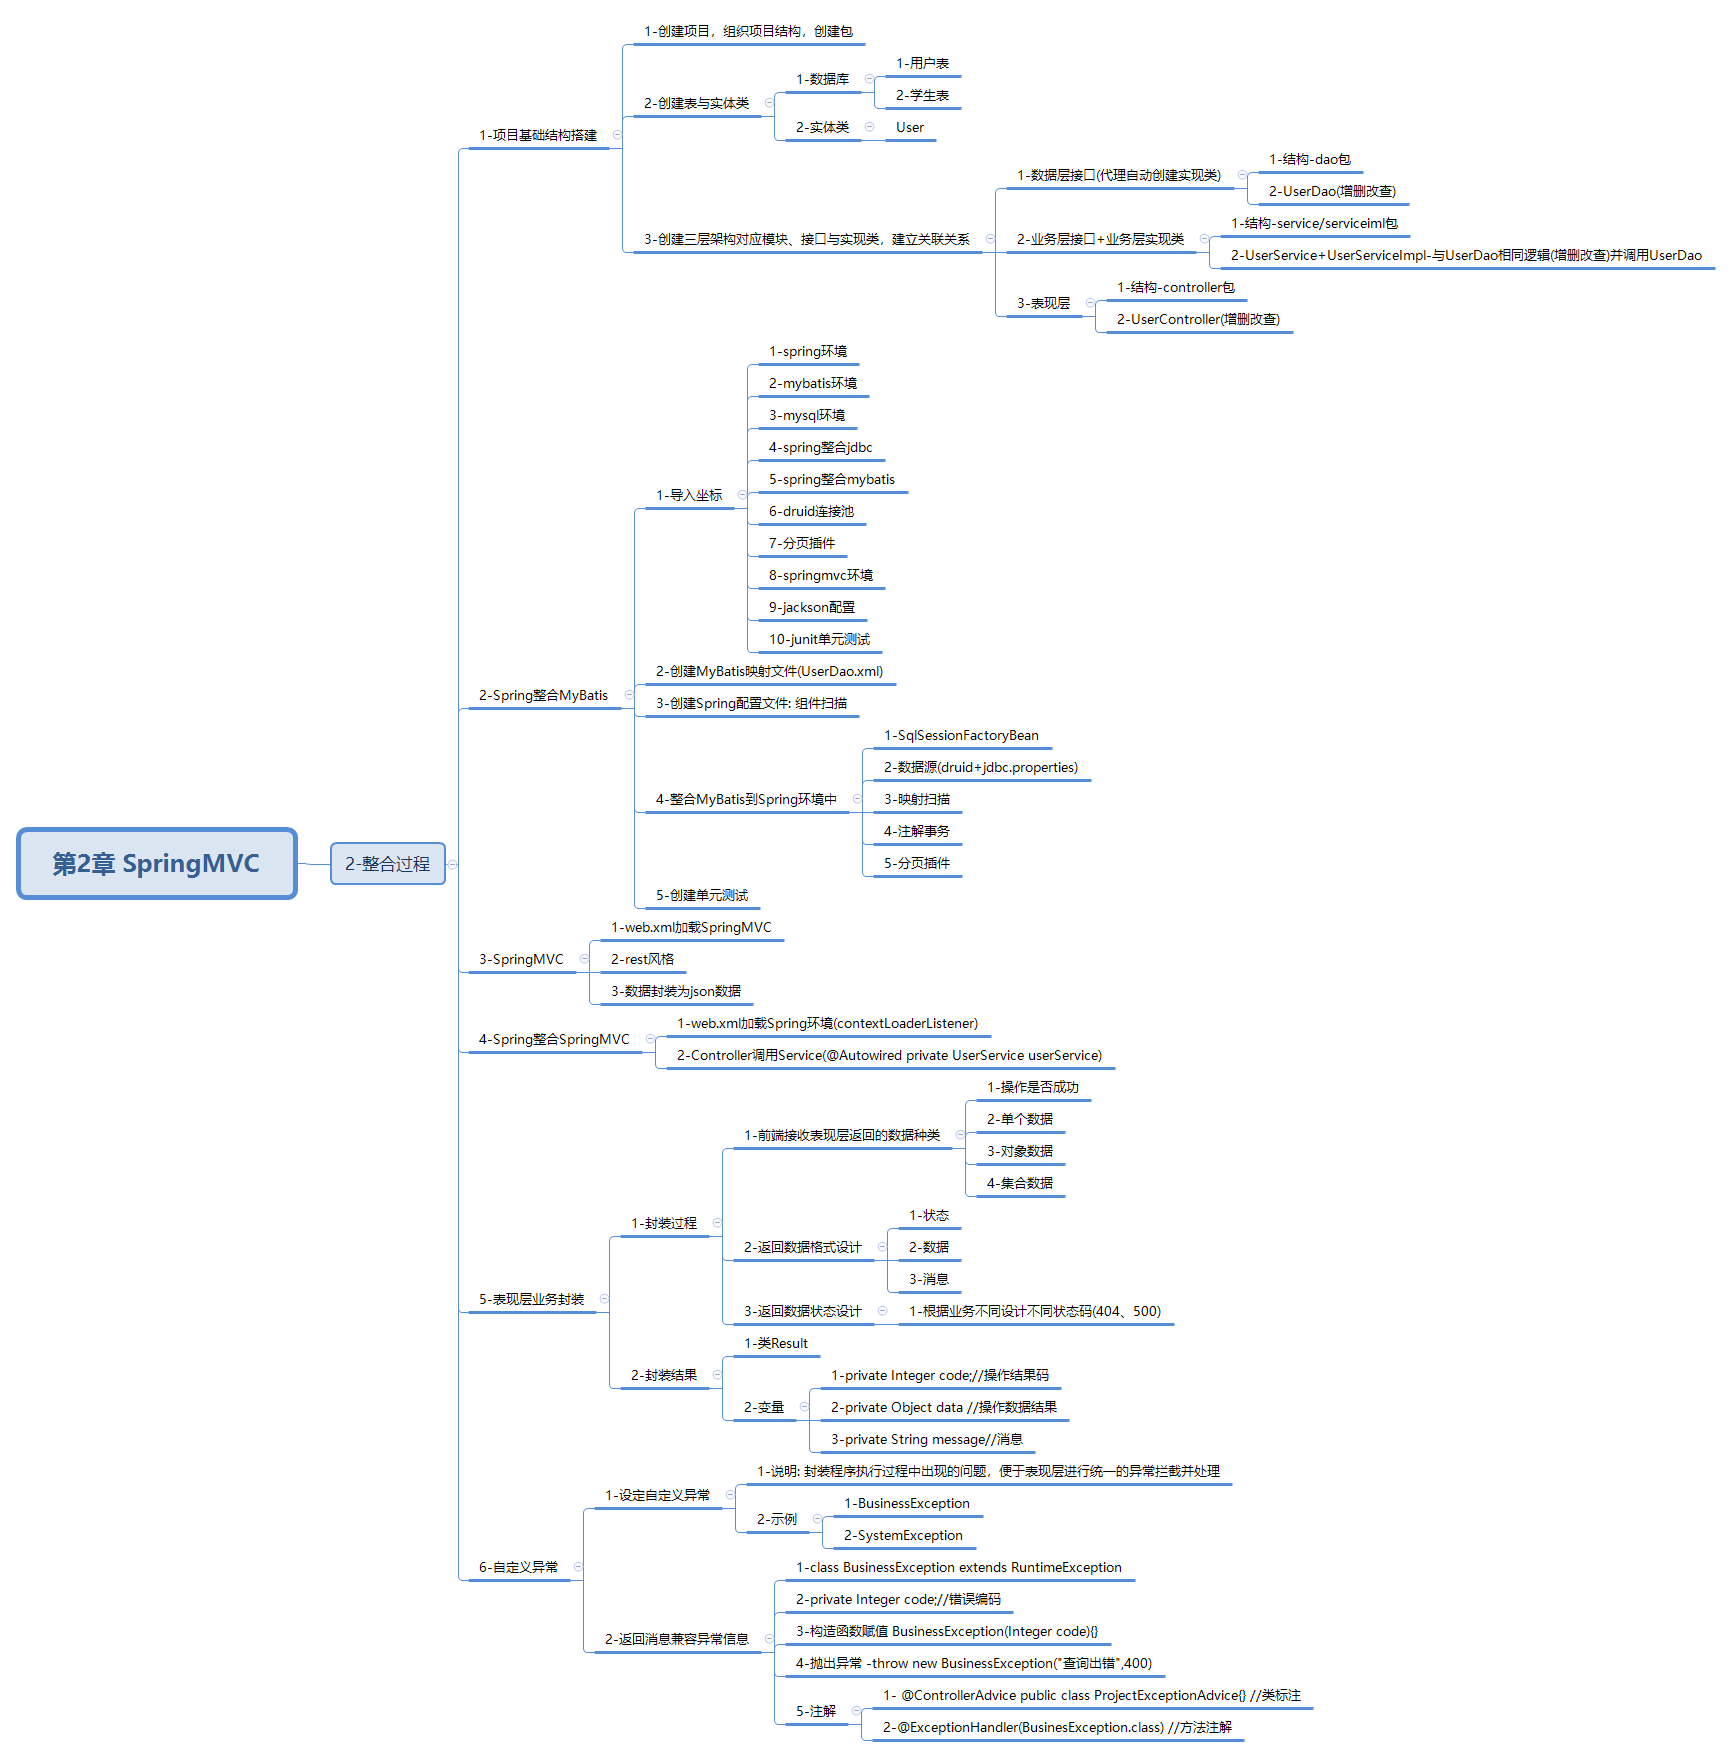 第2章 SpringMVC
2-整合过程
1-项目基础结构搭建
1-创建项目，组织项目结构，创建包
2-创建表与实体类
1-数据库
1-用户表
2-学生表
2-实体类
User
3-创建三层架构对应模块、接口与实现类，建立关联关系
1-数据层接口(代理自动创建实现类)
1-结构-dao包
2-UserDao(增删改查)
2-业务层接口+业务层实现类
1-结构-service/serviceiml包
2-UserService+UserServiceImpl-与UserDao相同逻辑(增删改查)并调用UserDao
3-表现层
1-结构-controller包
2-UserController(增删改查)
2-Spring整合MyBatis
1-导入坐标
1-spring环境
2-mybatis环境
3-mysql环境
4-spring整合jdbc
5-spring整合mybatis
6-druid连接池
7-分页插件
8-springmvc环境
9-jackson配置
10-junit单元测试
2-创建MyBatis映射文件(UserDao.xml)
3-创建Spring配置文件: 组件扫描
4-整合MyBatis到Spring环境中
1-SqlSessionFactoryBean
2-数据源(druid+jdbc.properties)
3-映射扫描
4-注解事务
5-分页插件
5-创建单元测试
3-SpringMVC
1-web.xml加载SpringMVC
2-rest风格
3-数据封装为json数据
4-Spring整合SpringMVC
1-web.xml加载Spring环境(contextLoaderListener)
2-Controller调用Service(@Autowired private UserService userService)
5-表现层业务封装
1-封装过程
1-前端接收表现层返回的数据种类
1-操作是否成功
2-单个数据
3-对象数据
4-集合数据
2-返回数据格式设计
1-状态
2-数据
3-消息
3-返回数据状态设计
1-根据业务不同设计不同状态码(404、500)
2-封装结果
1-类Result
2-变量
1-private Integer code;//操作结果码
2-private Object data //操作数据结果
3-private String message//消息
6-自定义异常
1-设定自定义异常
1-说明: 封装程序执行过程中出现的问题，便于表现层进行统一的异常拦截并处理
2-示例
1-BusinessException
2-SystemException
2-返回消息兼容异常信息
1-class BusinessException extends RuntimeException
2-private Integer code;//错误编码
3-构造函数赋值 BusinessException(Integer code){}
4-抛出异常 -throw new BusinessException("查询出错",400)
5-注解
1- @ControllerAdvice public class ProjectExceptionAdvice{} //类标注
2-@ExceptionHandler(BusinesException.class) //方法注解